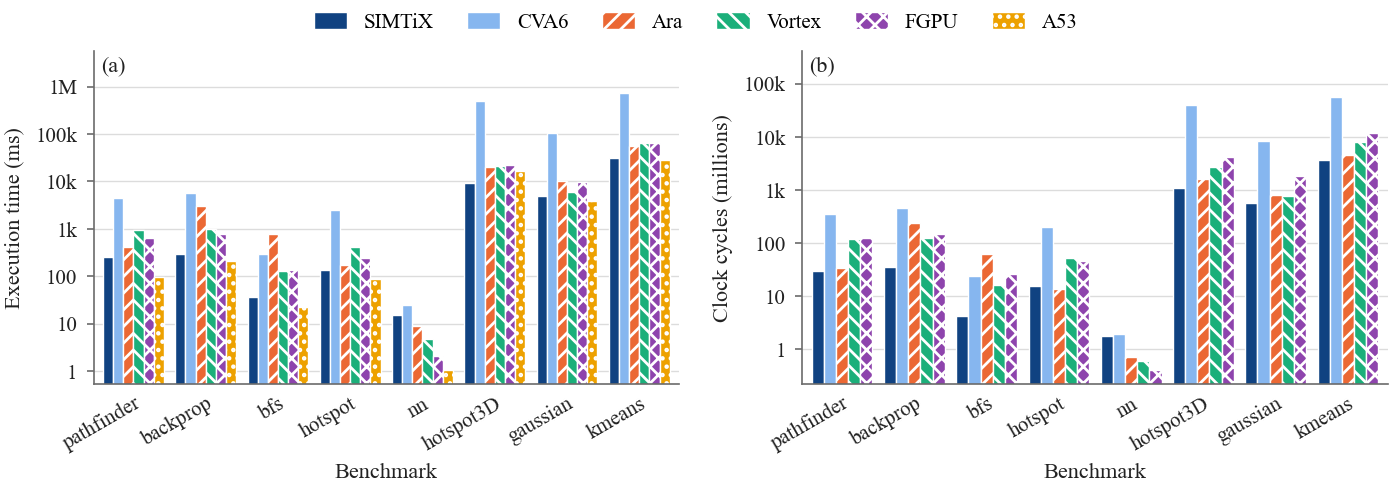 SIMTiX CVA6 Ara Vortex FGPU A53
(a)
Execution time (ms)
1M
100k
10k
1k
100
10
1
pathfinder backprop bfs hotspot nn hotspot3D gaussian kmeans
Benchmark
(b)
Clock cycles (millions)
100k
10k
1k
100
10
1
pathfinder backprop bfs hotspot nn hotspot3D gaussian kmeans
Benchmark